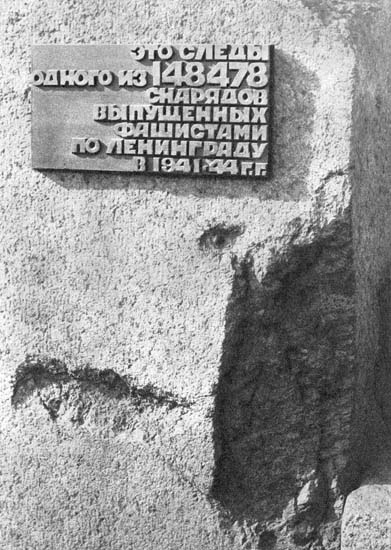 ЭТО СЛЕДЫ
ОДНОГО ИЗ 148478
СНАРЯДОВ
ВЫПУЩЕННЫХ
ФАШИСТАМИ
ПО ЛЕНИНГРАДУ
В 1941-44 Г.Г.